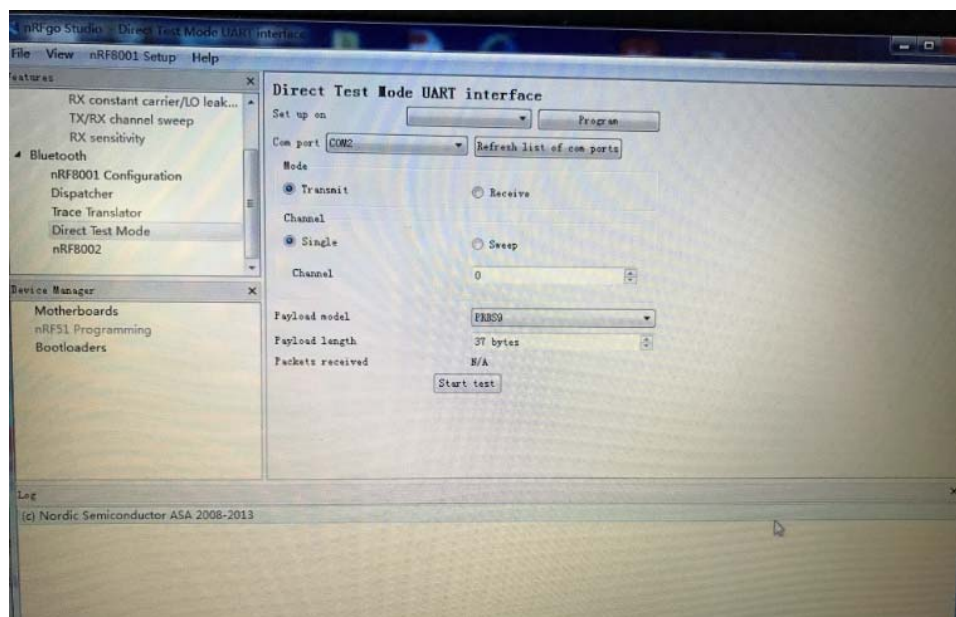 nRFgo Studio - Direct Test Mode UART interface
File View nRF8001 Setup Help
Features
RX constant carrier/LO leak...
TX/RX channel sweep
RX sensitivity
Bluetooth
nRF8001 Configuration
Dispatcher
Trace Translator
Direct Test Mode
nRF8002
Device Manager
Motherboards
nRF51 Programming
Bootloaders
Direct Test Mode UART interface
Set up on Program
Com port COM2 Refresh list of com ports
Mode
Transmit Receive
Channel
Single Sweep
Channel 0
Payload model PRBS9
Payload length 37 bytes
Packets received N/A
Start test
Log
(c) Nordic Semiconductor ASA 2008-2013